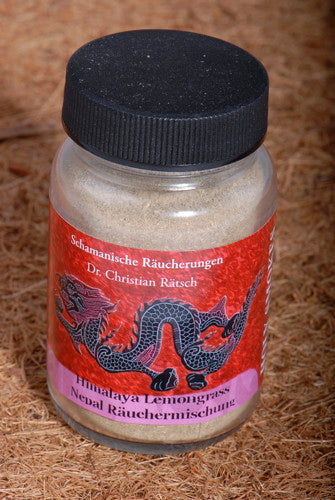 Schamanische Räucherungen
Dr. Christian Rätsch
Himalaya Lemongrass
Nepal Räuchermischung